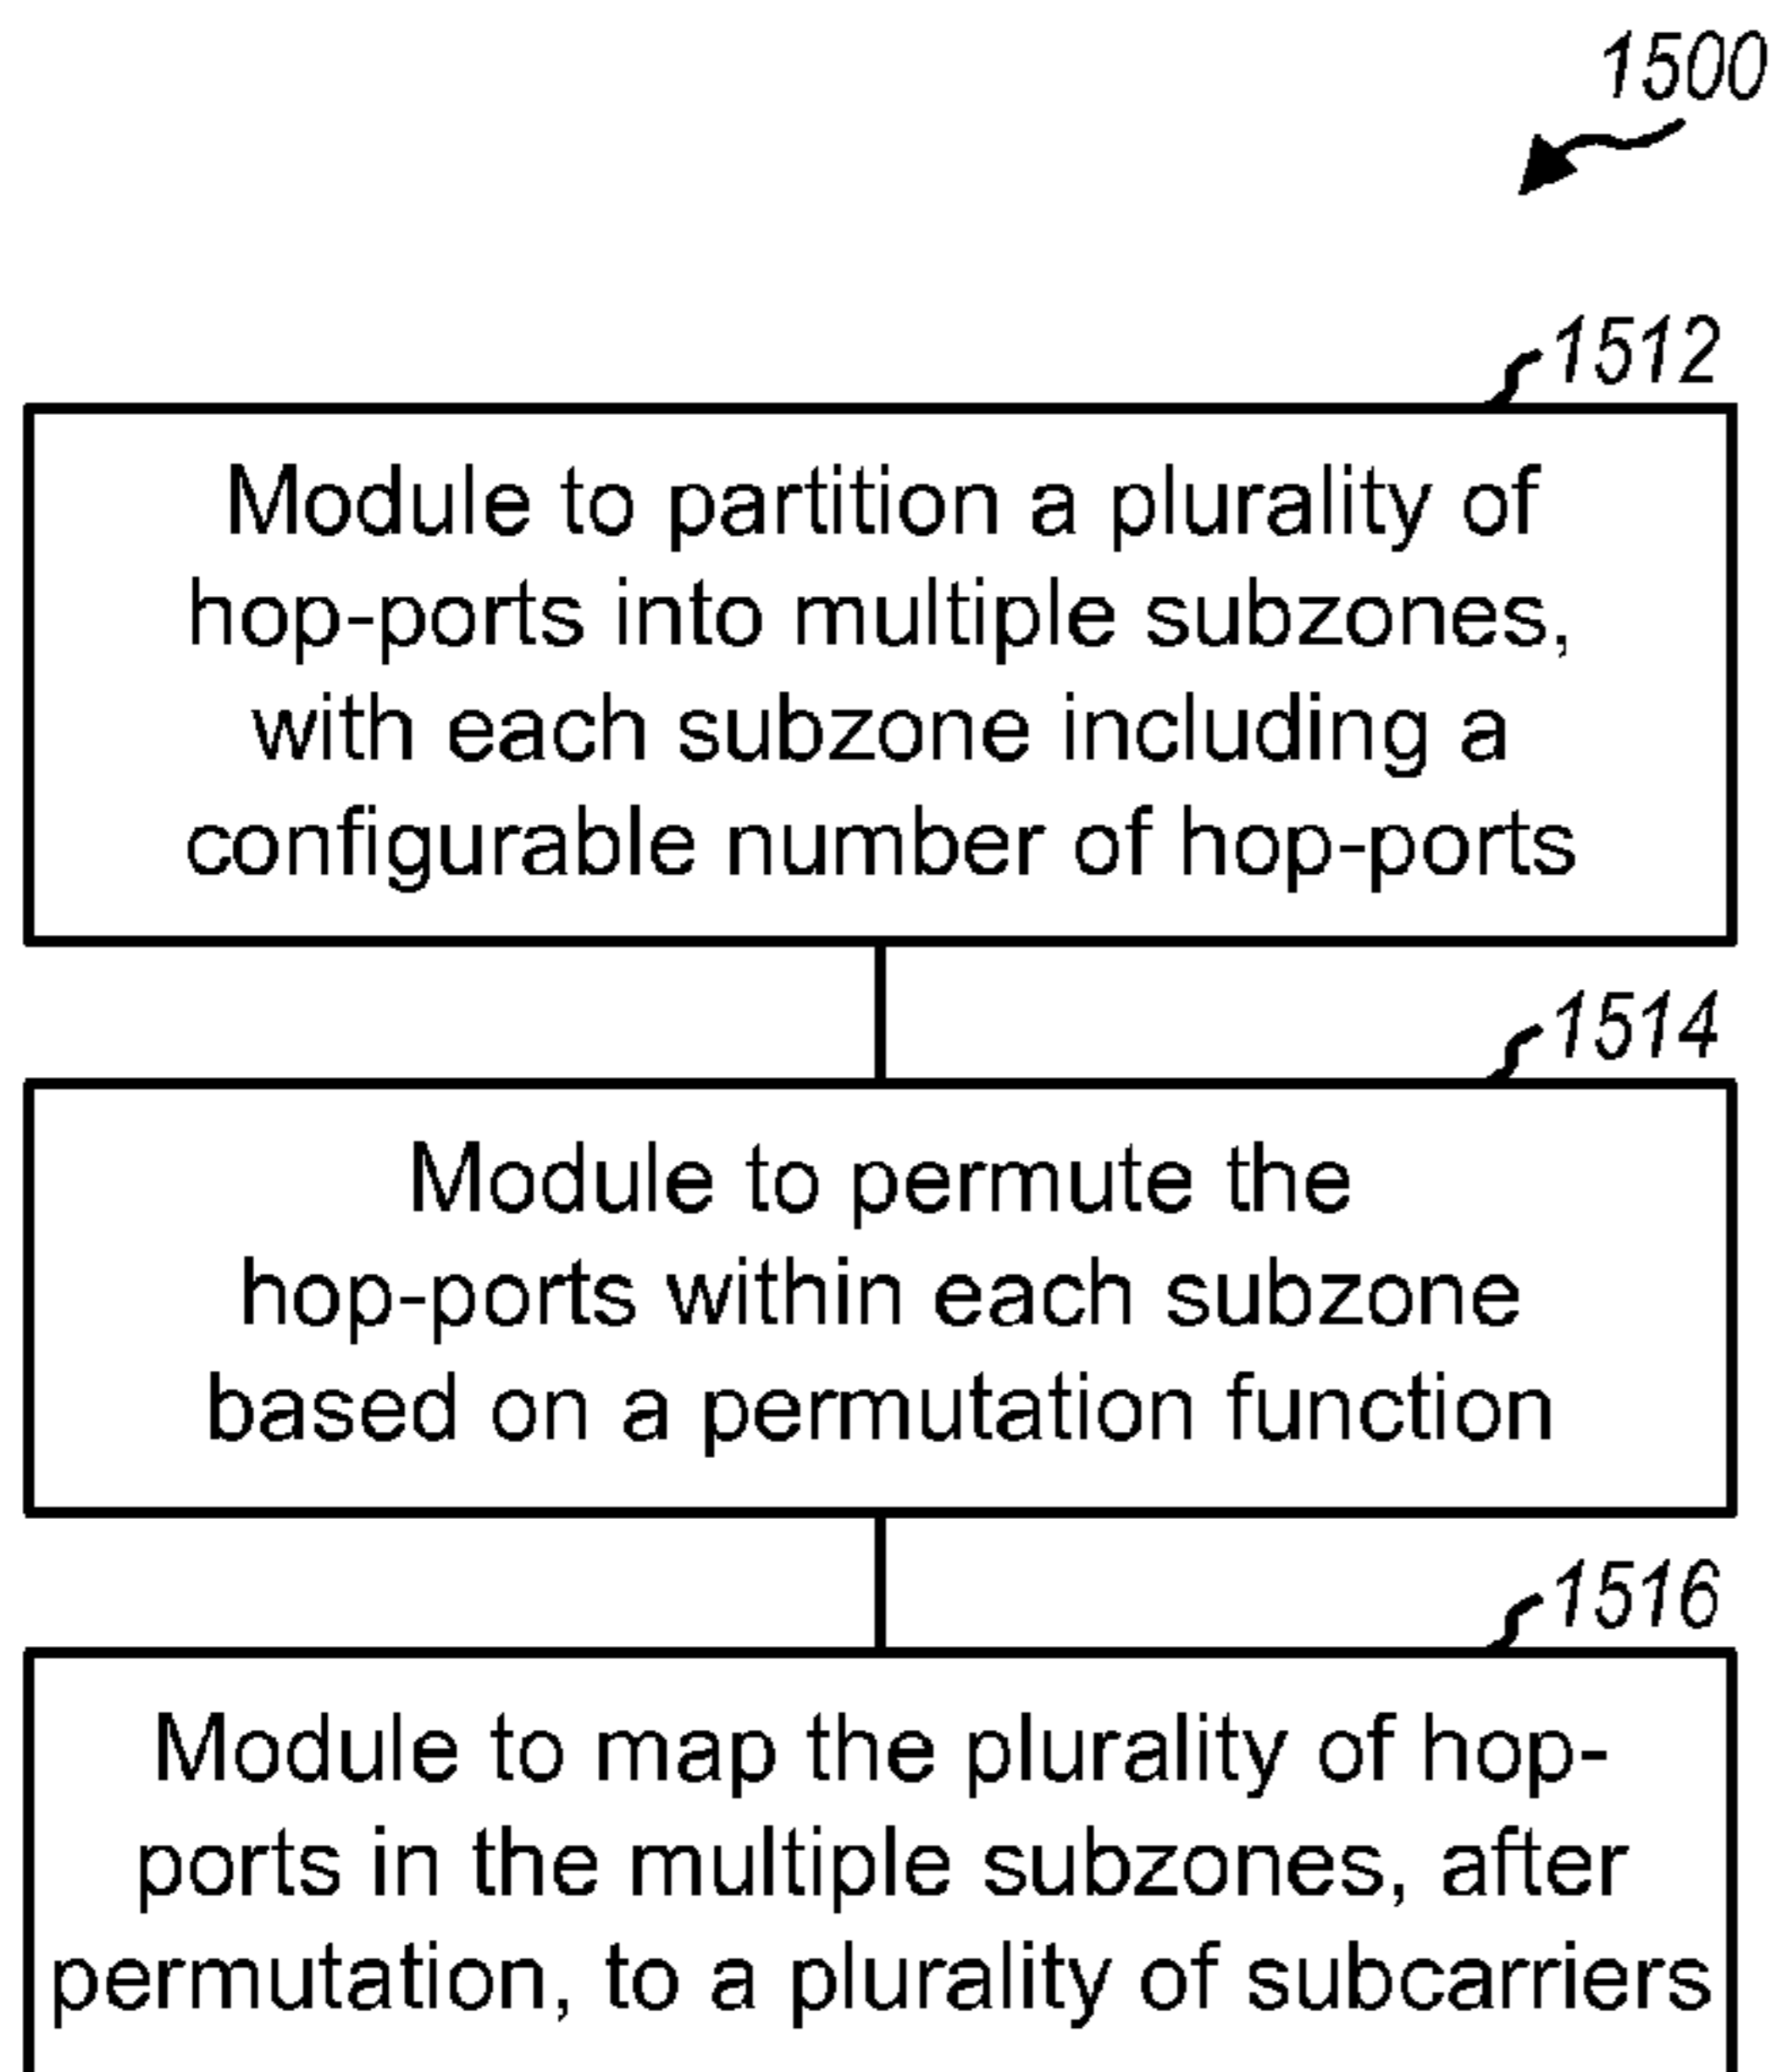 1500
1512
Module to partition a plurality of
hop-ports into multiple subzones,
with each subzone including a
configurable number of hop-ports
1514
Module to permute the
hop-ports within each subzone
based on a permutation function
1516
Module to map the plurality of hop-
ports in the multiple subzones, after
permutation, to a plurality of subcarriers